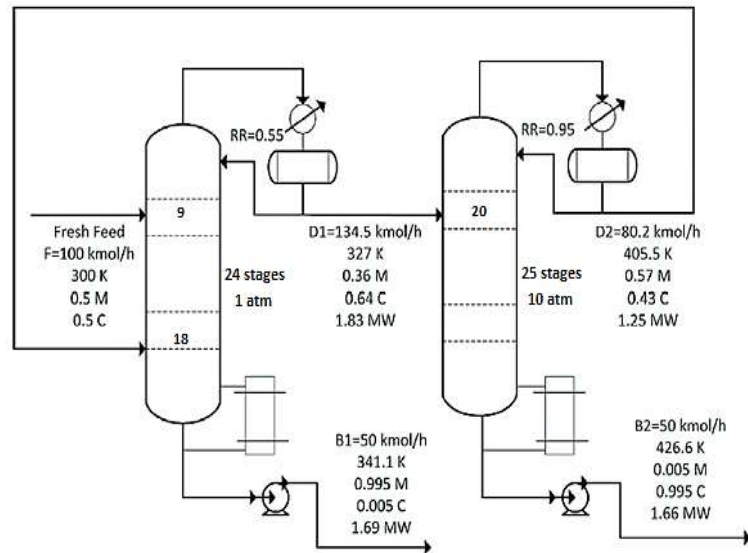 RR=0.55
RR=0.95
9
20
Fresh Feed
F=100 kmol/h
300 K
0.5 M
0.5 C
24 stages
1 atm
D1=134.5 kmol/h
327 K
0.36 M
0.64 C
1.83 MW
25 stages
10 atm
D2=80.2 kmol/h
405.5 K
0.57 M
0.43 C
1.25 MW
18
B1=50 kmol/h
341.1 K
0.995 M
0.005 C
1.69 MW
B2=50 kmol/h
426.6 K
0.005 M
0.995 C
1.66 MW